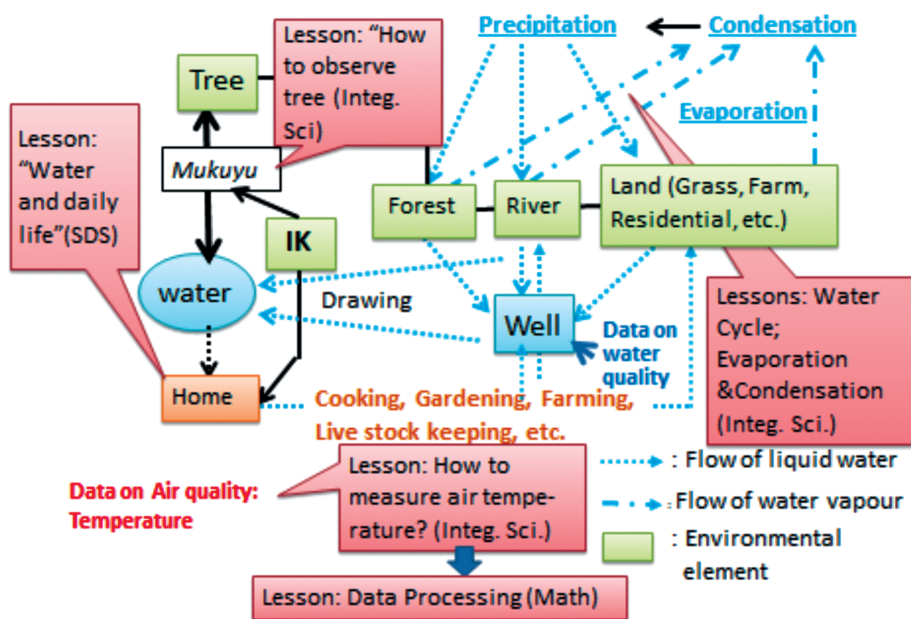 Precipitation
Condensation
Lesson: “How
to observe
tree (Integ.
Sci)
Tree
Evaporation
Lesson:
“Water
and daily
life”(SDS)
Mukuyu
Forest
River
Land (Grass, Farm,
Residential, etc.)
IK
water
Drawing
Well
Data on
water
quality
Lessons: Water
Cycle;
Evaporation
&Condensation
(Integ. Sci.)
Home
Cooking, Gardening, Farming,
Live stock keeping, etc.
Lesson: How to
measure air tempe-
rature? (Integ. Sci.)
: Flow of liquid water
Data on Air quality:
Temperature
: Flow of water vapour
: Environmental
element
Lesson: Data Processing (Math)